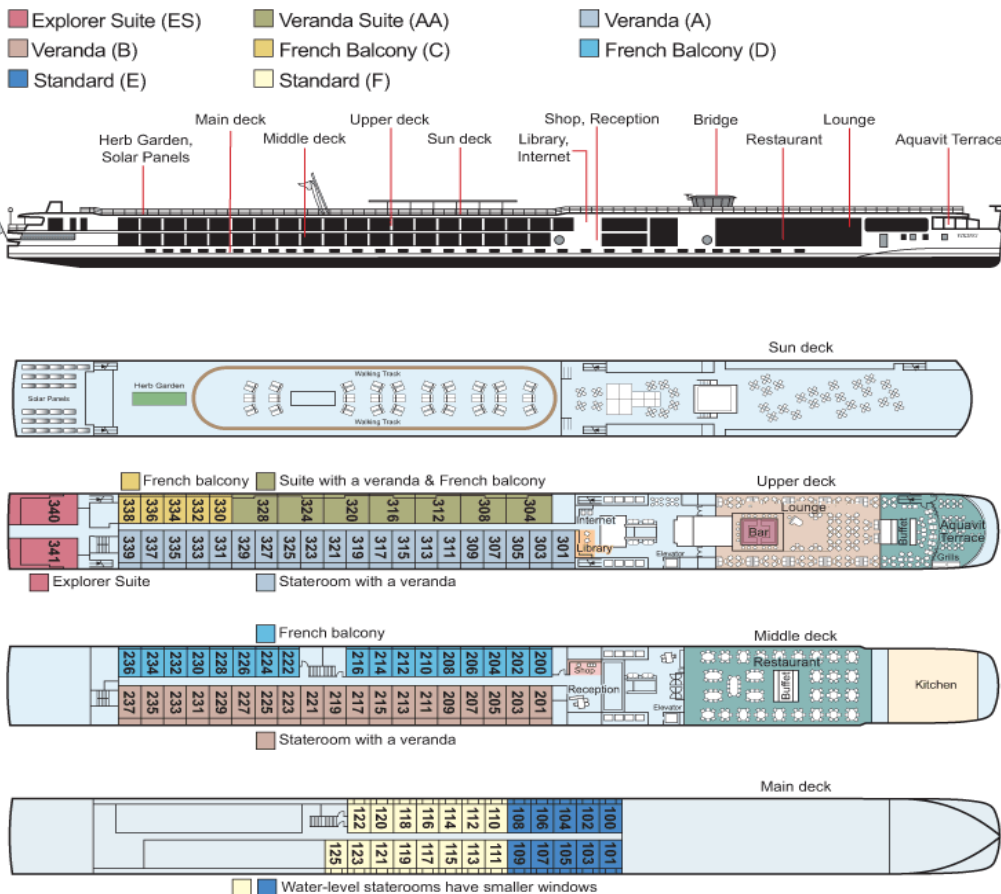 Explorer Suite (ES)
Veranda Suite (AA)
Veranda (A)
Veranda (B)
French Balcony (C)
French Balcony (D)
Standard (E)
Standard (F)
Main deck
Upper deck
Shop, Reception
Bridge
Lounge
Herb Garden,
Solar Panels
Middle deck
Sun deck
Library,
Internet
Restaurant
Aquavit Terrace
Sun deck
Solar Panels
Herb Garden
Walking Track
Walking Track
French balcony
Suite with a veranda & French balcony
Upper deck
340
338
336
334
332
330
328
324
320
316
312
308
304
Internet
Lounge
Bar
Buffet
Aquavit
Terrace
341
339
337
335
333
331
329
327
325
323
321
319
317
315
313
311
309
307
305
303
301
Library
Elevator
Grills
Explorer Suite
Stateroom with a veranda
French balcony
Middle deck
236
234
232
230
228
226
224
222
216
214
212
210
208
206
204
202
200
Shop
Restaurant
Buffet
Kitchen
Reception
237
235
233
231
229
227
225
223
221
219
217
215
213
211
209
207
205
203
201
Elevator
Stateroom with a veranda
Main deck
122
120
118
116
114
112
110
108
106
104
102
100
125
123
121
119
117
115
113
111
109
107
105
103
101
Water-level staterooms have smaller windows